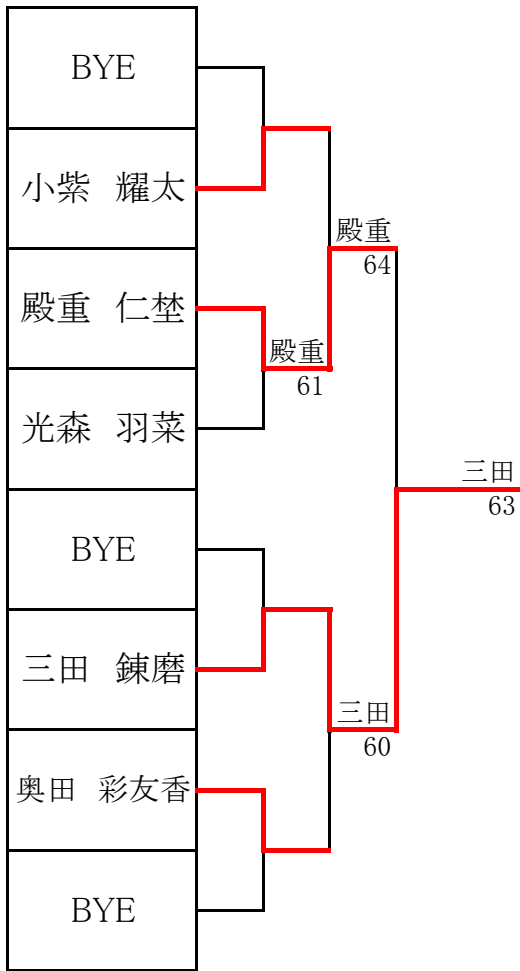 BYE
小紫 耀太
殿重 仁埜
光森 羽菜
BYE
三田 錬磨
奥田 彩友香
BYE
殿重
61
殿重
64
三田
60
三田
63